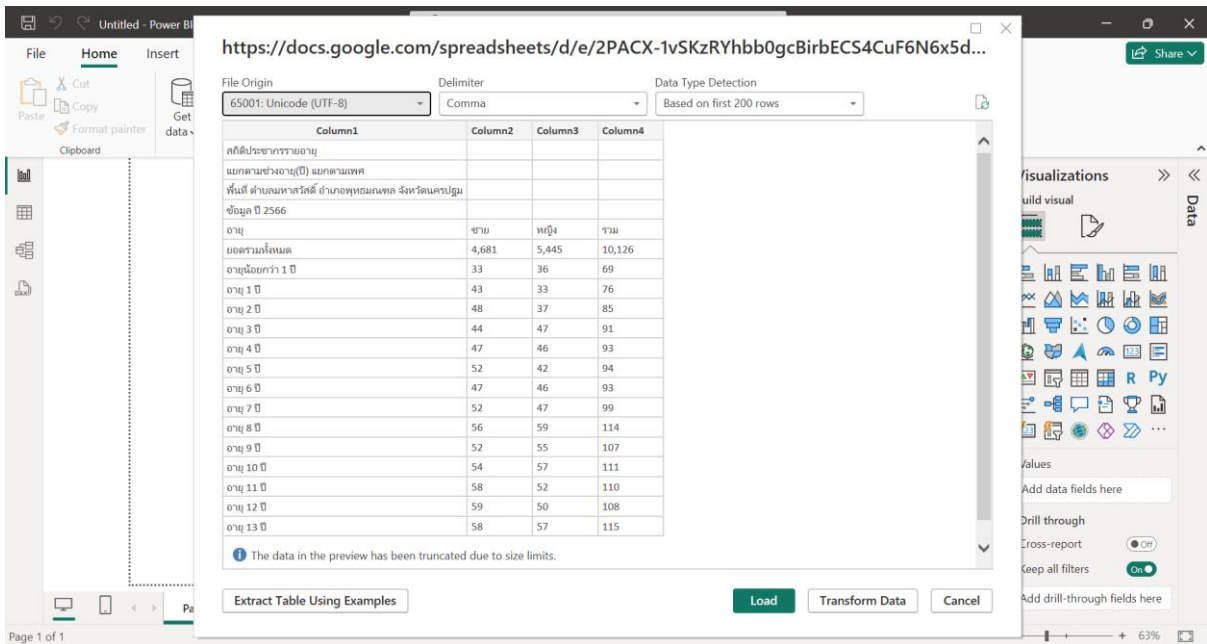 Untitled - Power BI
File Home Insert
Share
Paste
Cut
Copy
Format painter
Get data
Clipboard
https://docs.google.com/spreadsheets/d/e/2PACX-1vSKzRYhbb0gcBirbECS4CuF6N6x5d...
File Origin Delimiter Data Type Detection
65001: Unicode (UTF-8) Comma Based on first 200 rows
Column1 Column2 Column3 Column4
สถิติประชากรรายอายุ
แยกตามช่วงอายุ(ปี) แยกตามเพศ
พื้นที่ ตำบลมหาสวัสดิ์ อำเภอพุทธมณฑล จังหวัดนครปฐม
ข้อมูล ปี 2566
อายุ ชาย หญิง รวม
ยอดรวมทั้งหมด 4,681 5,445 10,126
อายุน้อยกว่า 1 ปี 33 36 69
อายุ 1 ปี 43 33 76
อายุ 2 ปี 48 37 85
อายุ 3 ปี 44 47 91
อายุ 4 ปี 47 46 93
อายุ 5 ปี 52 42 94
อายุ 6 ปี 47 46 93
อายุ 7 ปี 52 47 99
อายุ 8 ปี 56 59 114
อายุ 9 ปี 52 55 107
อายุ 10 ปี 54 57 111
อายุ 11 ปี 58 52 110
อายุ 12 ปี 59 50 108
อายุ 13 ปี 58 57 115
The data in the preview has been truncated due to size limits.
Extract Table Using Examples Load Transform Data Cancel
isualizations
uild visual
Data
123
R Py
alues
Add data fields here
Drill through
ross-report Off
eep all filters On
Add drill-through fields here
Pa
Page 1 of 1
63%